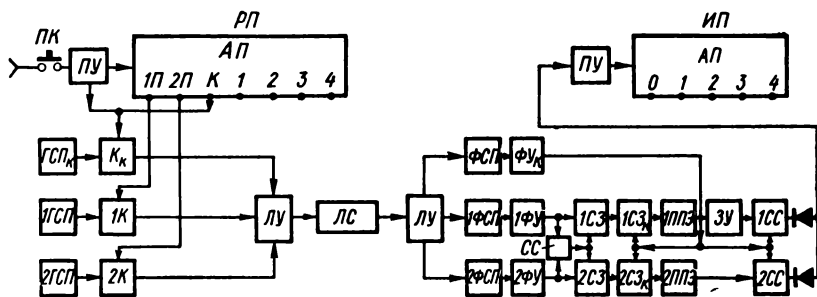 РП
ИП
ПК
ПУ
АП
1П 2П К 1 2 3 4
ПУ
АП
0 1 2 3 4
ГСПк
Кк
ФСП
ФУк
1ГСП
1К
ЛУ
ЛС
ЛУ
1ФСП
1ФУ
1СЗ
1СЗк
1ППЗ
ЗУ
1СС
СС
2ГСП
2К
2ФСП
2ФУ
2СЗ
2СЗк
2ППЗ
2СС